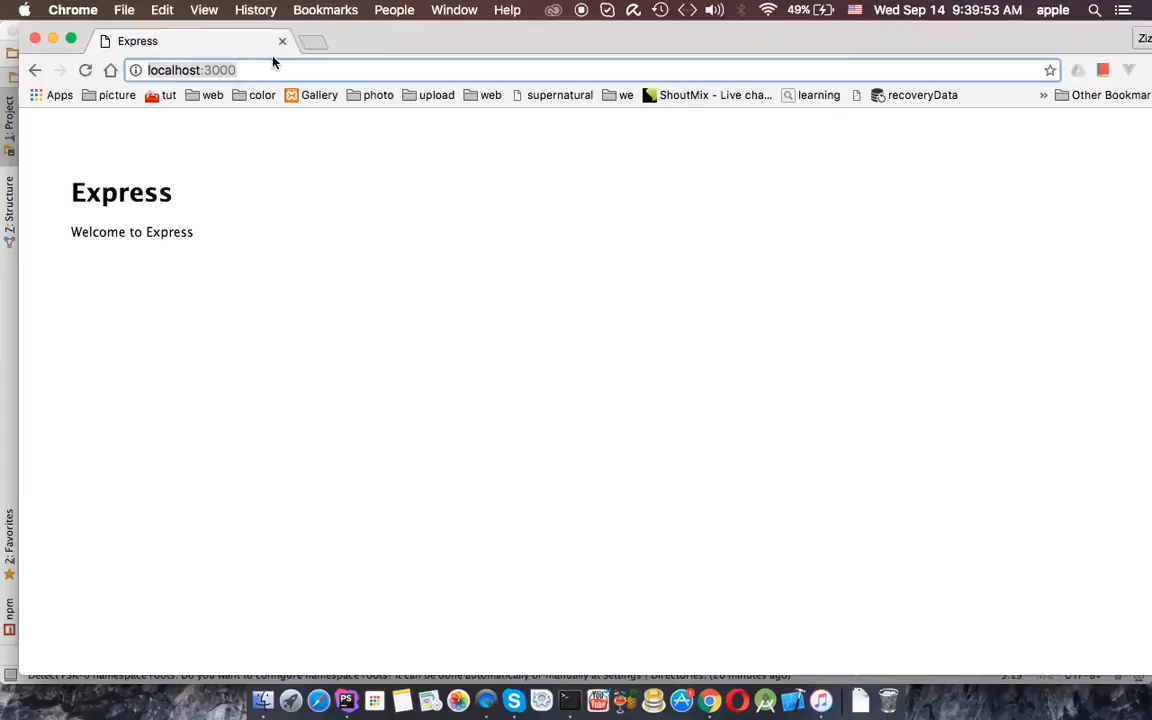 Chrome File Edit View History Bookmarks People Window Help 49% Wed Sep 14 9:39:53 AM apple
Express
Ziz
localhost:3000
Apps picture tut web color Gallery photo upload web supernatural we ShoutMix - Live cha... learning recoveryData » Other Bookmar
1: Project
Express
Z: Structure
Welcome to Express
2: Favorites
npm